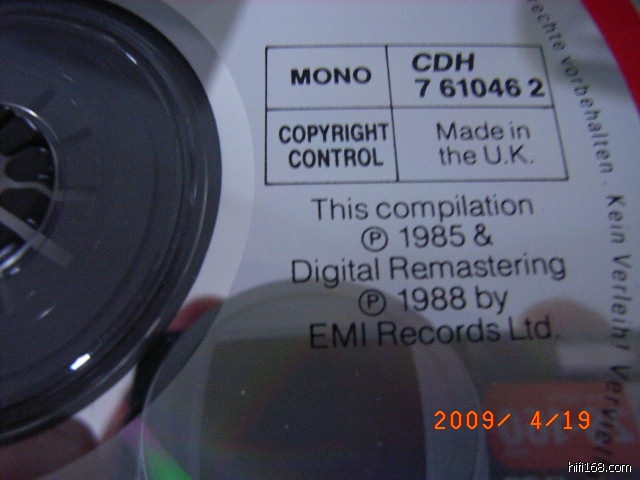 MONO
CDH
7 61046 2
COPYRIGHT
CONTROL
Made in
the U.K.
This compilation
℗ 1985 &
Digital Remastering
℗ 1988 by
EMI Records Ltd.
rechte vorbehalten · Kein Verleih!
2009/ 4/19
hifi168.com